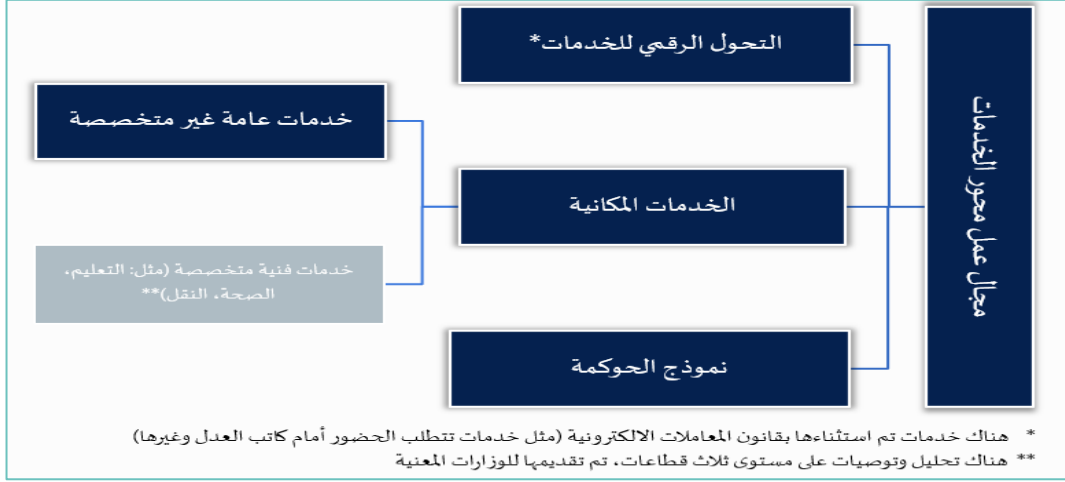 مجال عمل محور الخدمات
التحول الرقمي للخدمات*
الخدمات المكانية
خدمات عامة غير متخصصة
خدمات فنية متخصصة (مثل: التعليم،
الصحة، النقل)**
نموذج الحوكمة
* هناك خدمات تم استثناءها بقانون المعاملات الالكترونية (مثل خدمات تتطلب الحضور أمام كاتب العدل وغيرها)
** هناك تحليل وتوصيات على مستوى ثلاث قطاعات، تم تقديمها للوزارات المعنية